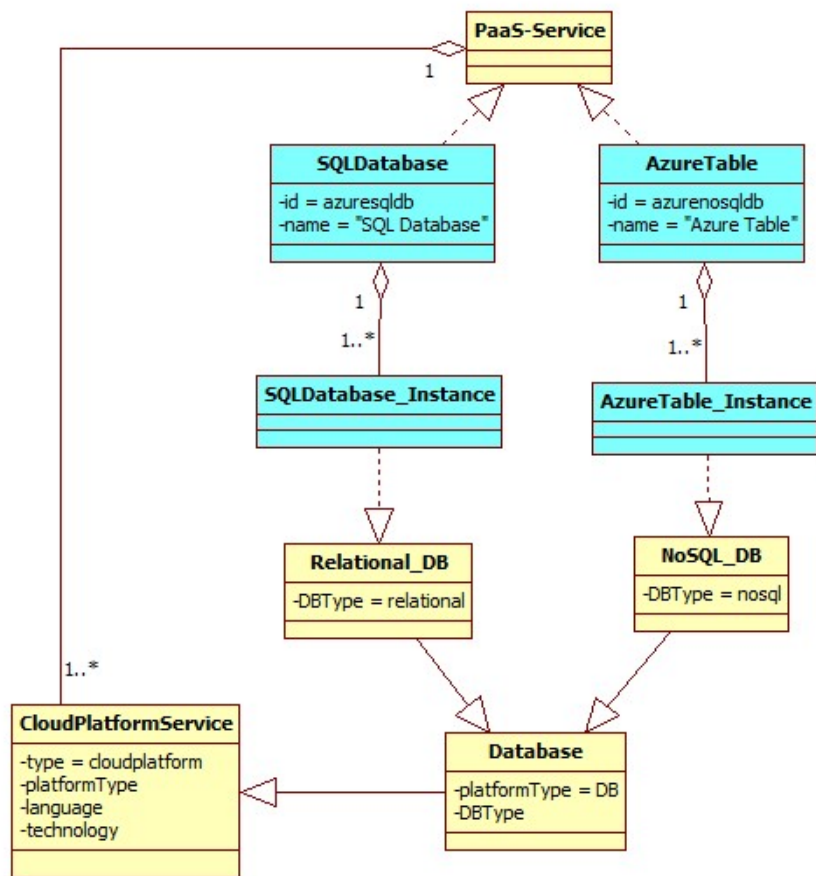 PaaS-Service
1
SQLDatabase
-id = azuresqldb
-name = "SQL Database"
AzureTable
-id = azurenosqldb
-name = "Azure Table"
1
1..*
1
1..*
SQLDatabase_Instance
AzureTable_Instance
Relational_DB
-DBType = relational
NoSQL_DB
-DBType = nosql
1..*
CloudPlatformService
-type = cloudplatform
-platformType
-language
-technology
Database
-platformType = DB
-DBType